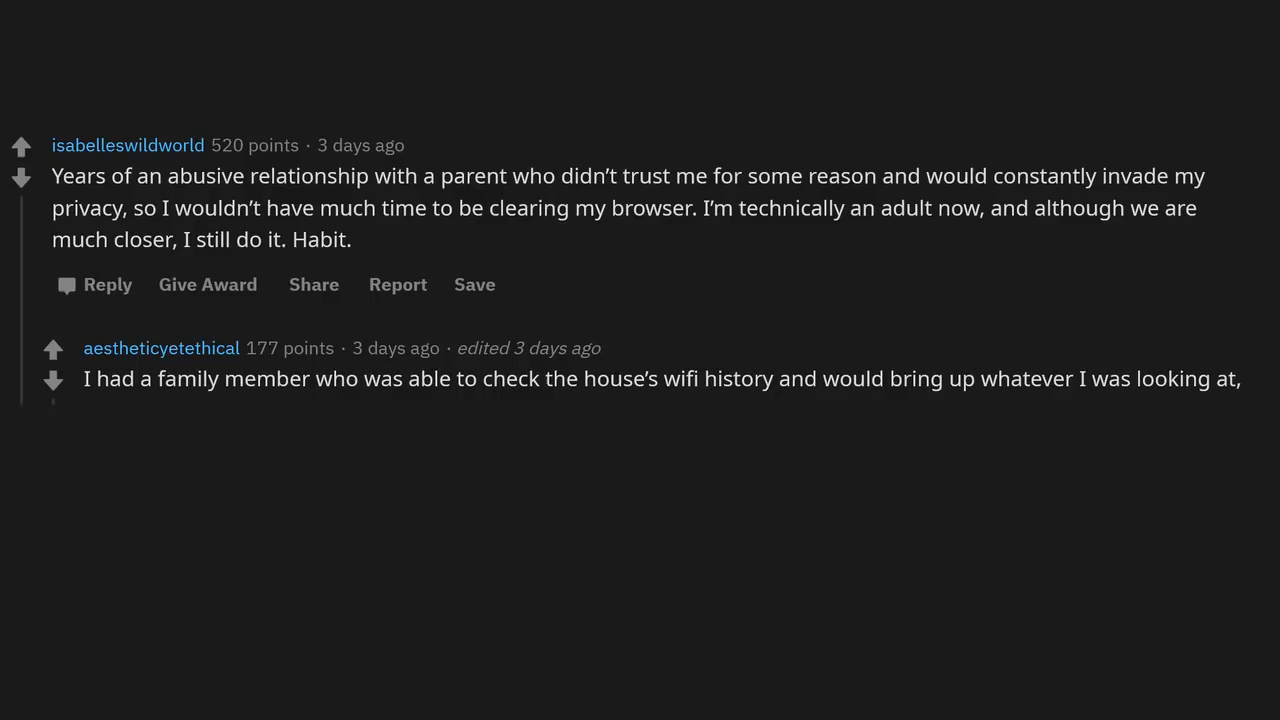 isabelleswildworld 520 points · 3 days ago
Years of an abusive relationship with a parent who didn’t trust me for some reason and would constantly invade my
privacy, so I wouldn’t have much time to be clearing my browser. I’m technically an adult now, and although we are
much closer, I still do it. Habit.
Reply Give Award Share Report Save
aestheticyetethical 177 points · 3 days ago · edited 3 days ago
I had a family member who was able to check the house’s wifi history and would bring up whatever I was looking at,